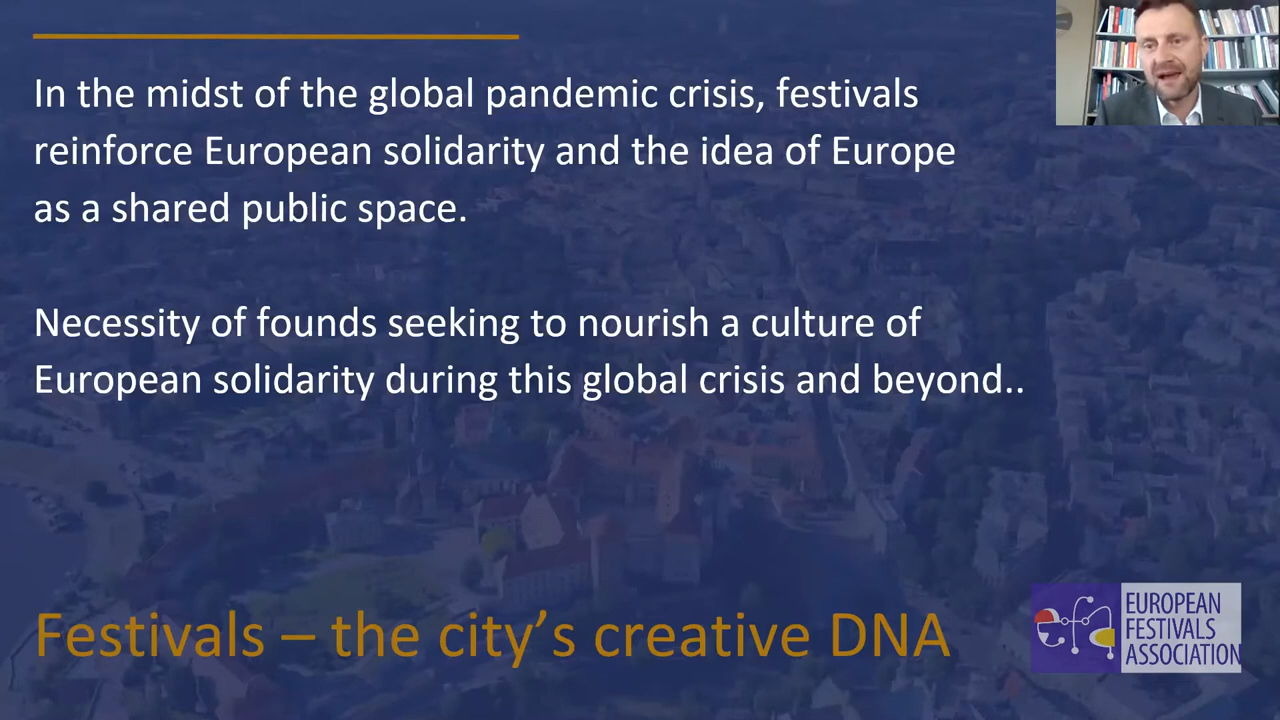 In the midst of the global pandemic crisis, festivals
reinforce European solidarity and the idea of Europe
as a shared public space.
Necessity of founds seeking to nourish a culture of
European solidarity during this global crisis and beyond..
Festivals – the city’s creative DNA
EUROPEAN
FESTIVALS
ASSOCIATION